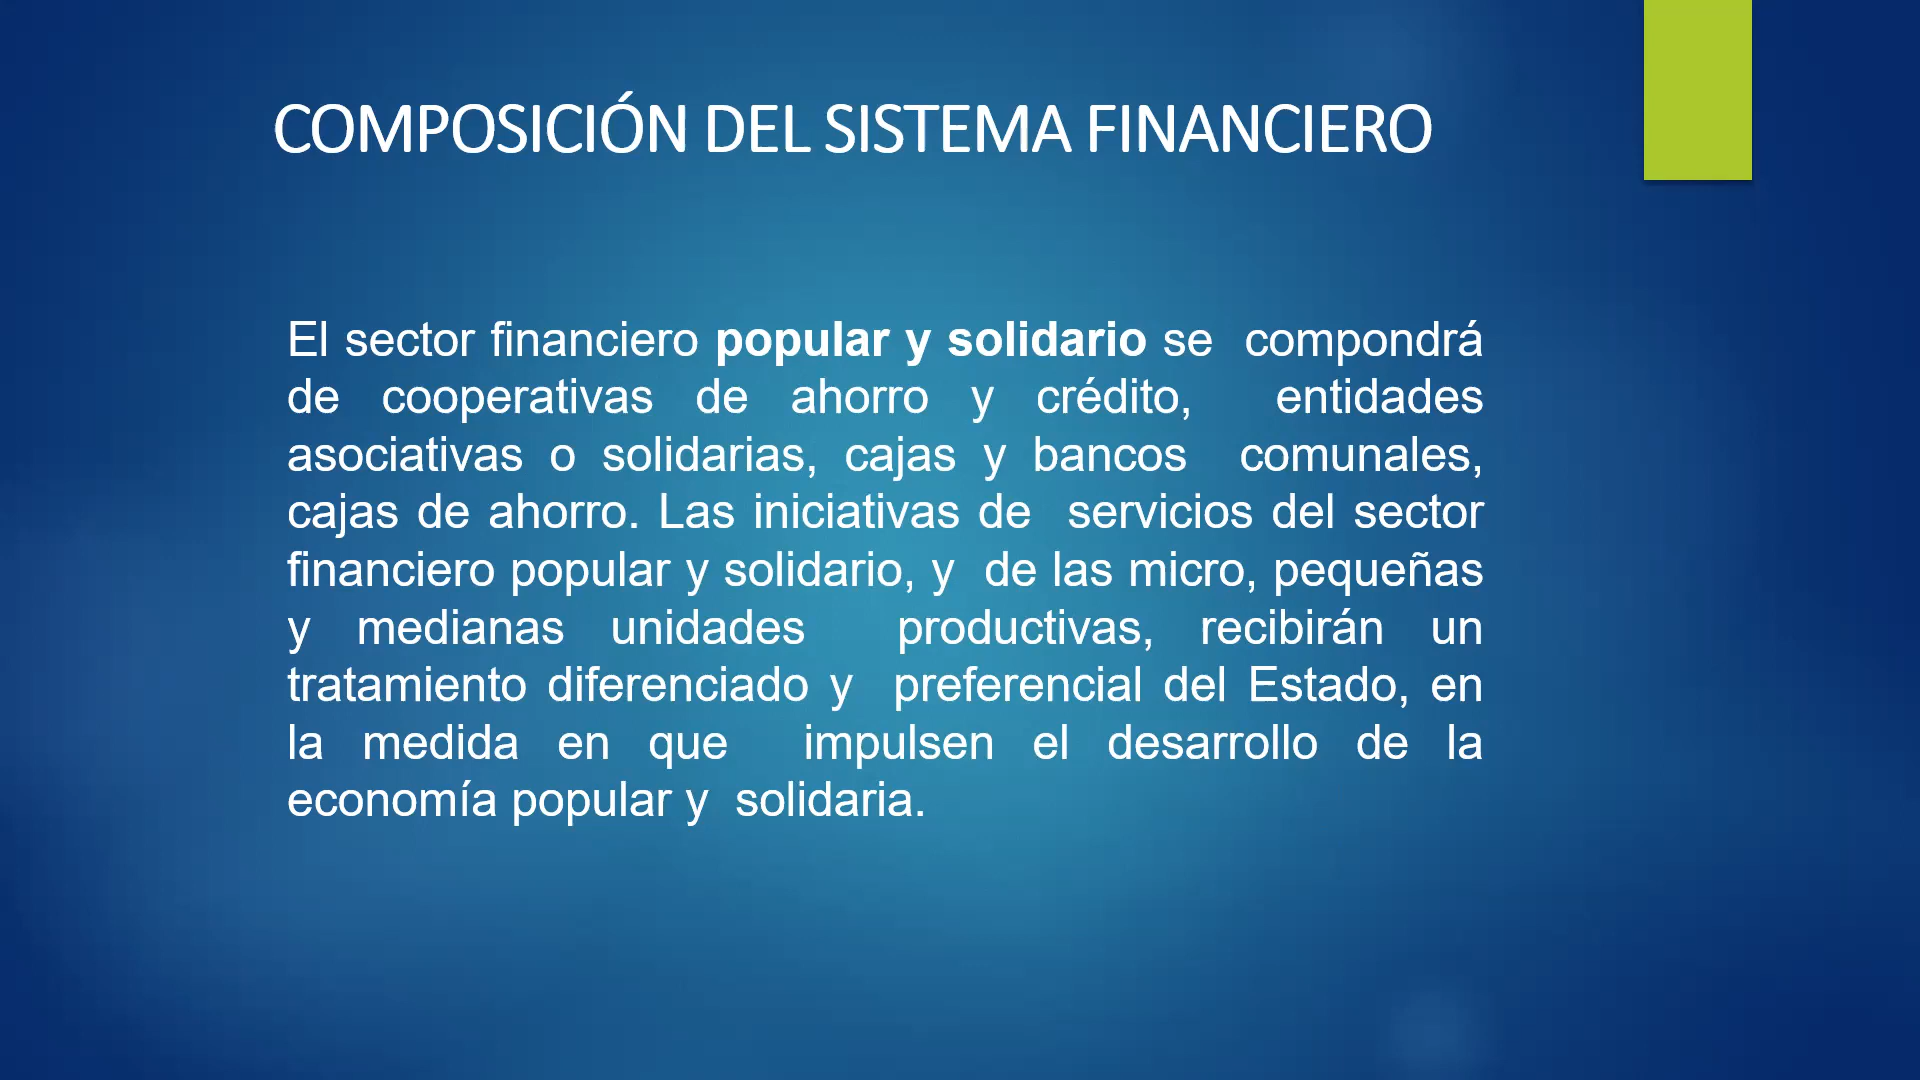 COMPOSICIÓN DEL SISTEMA FINANCIERO
El sector financiero popular y solidario se compondrá
de cooperativas de ahorro y crédito, entidades
asociativas o solidarias, cajas y bancos comunales,
cajas de ahorro. Las iniciativas de servicios del sector
financiero popular y solidario, y de las micro, pequeñas
y medianas unidades productivas, recibirán un
tratamiento diferenciado y preferencial del Estado, en
la medida en que impulsen el desarrollo de la
economía popular y solidaria.